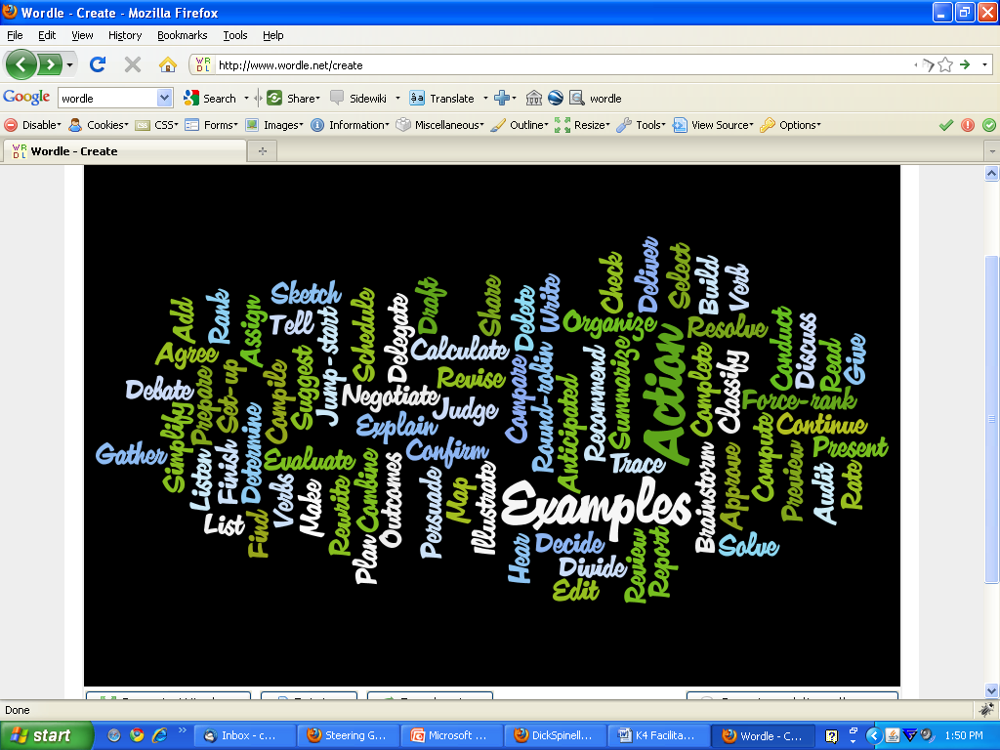 Wordle - Create - Mozilla Firefox
File Edit View History Bookmarks Tools Help
http://www.wordle.net/create
Google wordle Search Share Sidewiki Translate wordle
Disable Cookies CSS Forms Images Information Miscellaneous Outline Resize Tools View Source Options
Wordle - Create
Add
Rank
Assign
Sketch
Tell
Jump-start
Schedule
Delegate
Draft
Share
Delete
Write
Check
Deliver
Select
Build
Verb
Agree
Organize
Resolve
Calculate
Conduct
Discuss
Read
Give
Debate
Prepare
Set-up
Compile
Suggest
Negotiate
Revise
Judge
Compare
Round-robin
Anticipated
Recommend
Summarize
Action
Complete
Classify
Force-rank
Continue
Present
Explain
Confirm
Gather
Simplify
Listen
Finish
Determine
Evaluate
Trace
Verbs
Make
Rewrite
Combine
Outcomes
Persuade
Map
Illustrate
Examples
Brainstorm
Approve
Compute
Preview
Audit
Rate
List
Find
Plan
Hear
Decide
Divide
Edit
Review
Report
Solve
Done
start Inbox - c... Steering G... Microsoft ... DickSpinell... K4 Facilita... Wordle - C... 1:50 PM